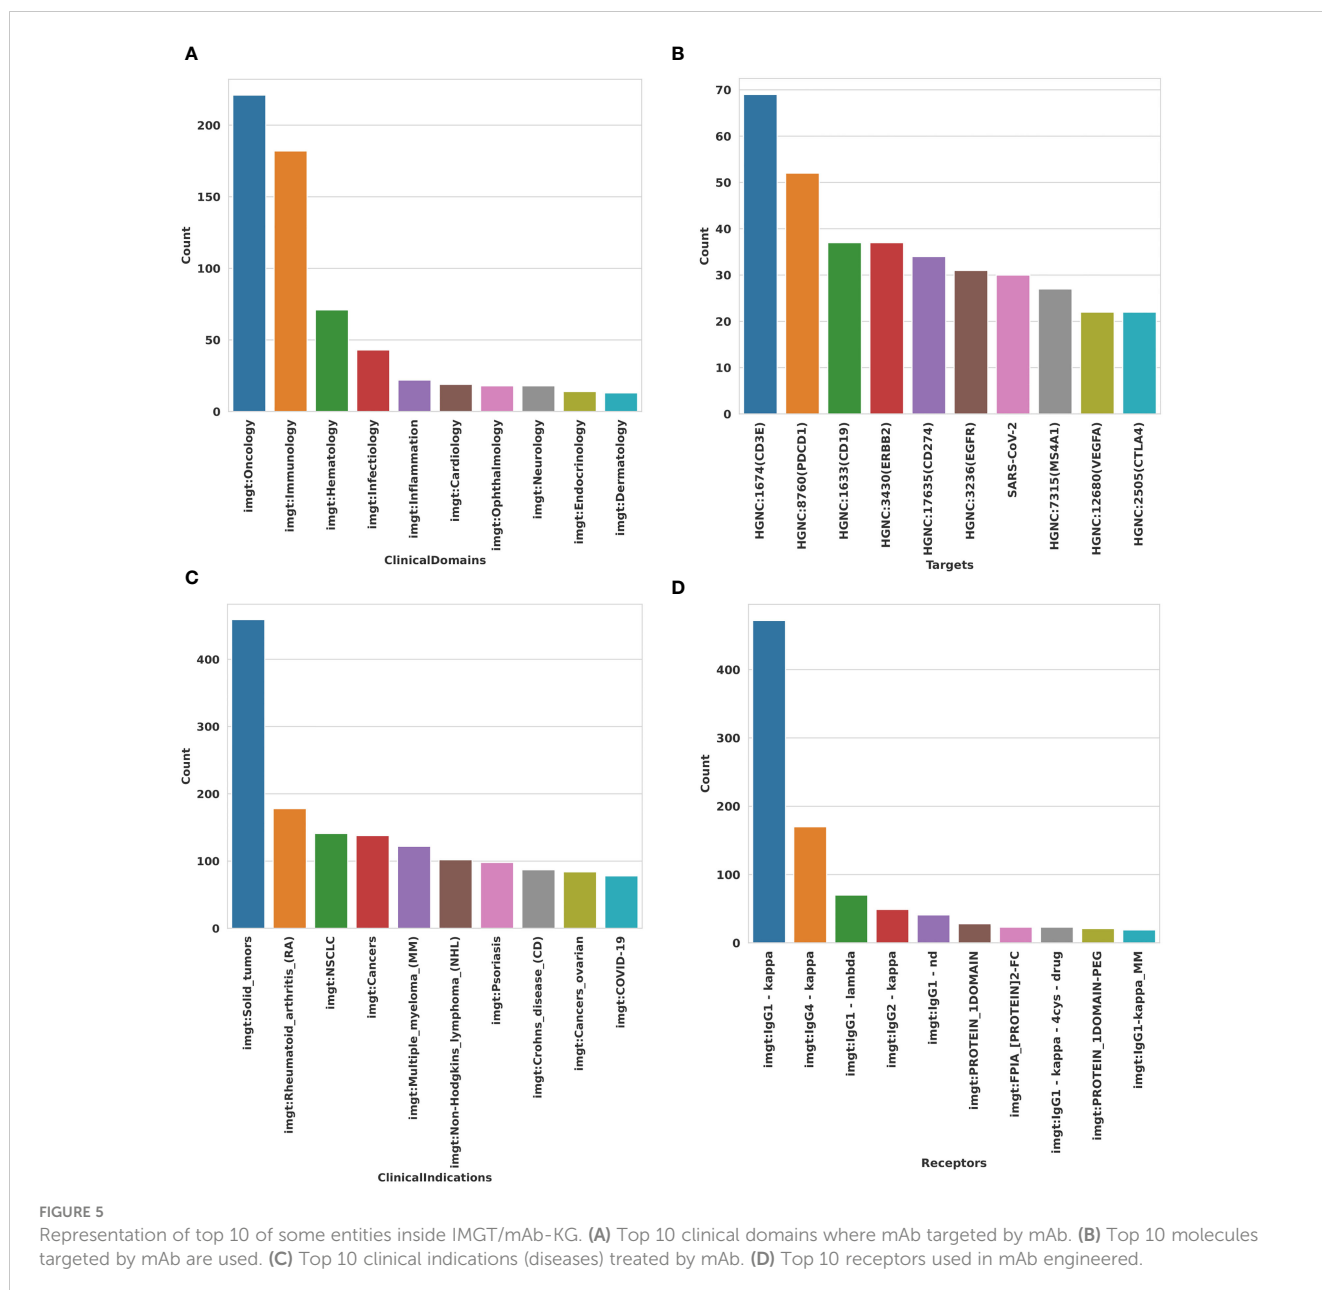 A
200
150
100
50
0
Count
imgt:Oncology
imgt:Immunology
imgt:Hematology
imgt:Infectiology
imgt:Inflammation
imgt:Cardiology
imgt:Ophthalmology
imgt:Neurology
imgt:Endocrinology
imgt:Dermatology
ClinicalDomains
B
70
60
50
40
30
20
10
0
Count
HGNC:1674(CD3E)
HGNC:8760(PDCD1)
HGNC:1633(CD19)
HGNC:3430(ERBB2)
HGNC:17635(CD274)
HGNC:3236(EGFR)
SARS-CoV-2
HGNC:7315(MS4A1)
HGNC:12680(VEGFA)
HGNC:2505(CTLA4)
Targets
C
400
300
200
100
0
Count
imgt:Solid_tumors
imgt:Rheumatoid_arthritis_(RA)
imgt:NSCLC
imgt:Cancers
imgt:Multiple_myeloma_(MM)
imgt:Non-Hodgkins_lymphoma_(NHL)
imgt:Psoriasis
imgt:Crohns_disease_(CD)
imgt:Cancers_ovarian
imgt:COVID-19
ClinicalIndications
D
400
300
200
100
0
Count
imgt:IgG1 - kappa
imgt:IgG4 - kappa
imgt:IgG1 - lambda
imgt:IgG2 - kappa
imgt:IgG1 - nd
imgt:PROTEIN_1DOMAIN
imgt:FPIA_[PROTEIN]2-FC
imgt:IgG1 - kappa - 4cys - drug
imgt:PROTEIN_1DOMAIN-PEG
imgt:IgG1-kappa_MM
Receptors
FIGURE 5
Representation of top 10 of some entities inside IMGT/mAb-KG. (A) Top 10 clinical domains where mAb targeted by mAb. (B) Top 10 molecules
targeted by mAb are used. (C) Top 10 clinical indications (diseases) treated by mAb. (D) Top 10 receptors used in mAb engineered.